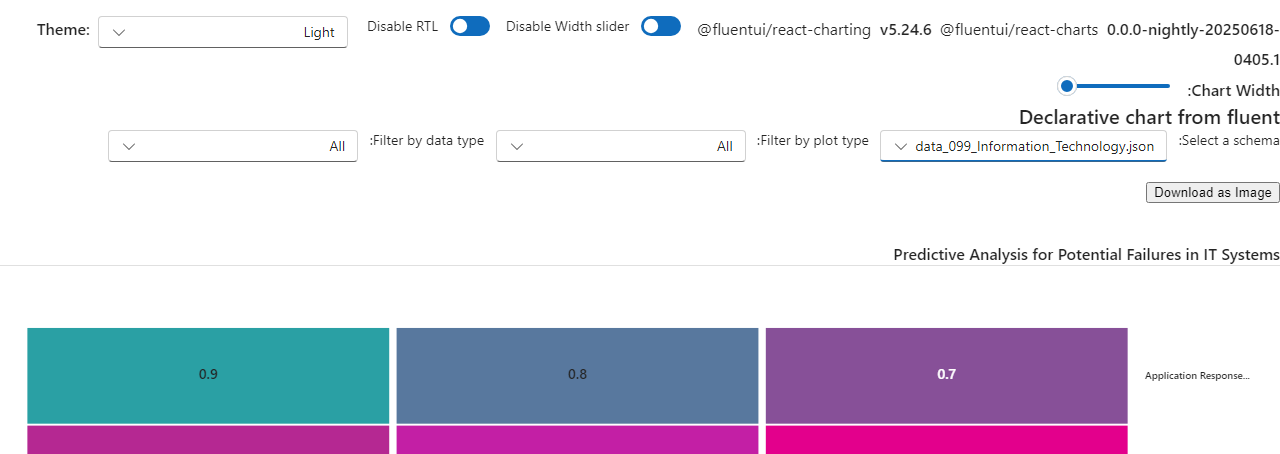 Theme: Light Disable RTL Disable Width slider @fluentui/react-charting v5.24.6 @fluentui/react-charts 0.0.0-nightly-20250618-
0405.1
:Chart Width
Declarative chart from fluent
:Select a schema data_099_Information_Technology.json :Filter by plot type All :Filter by data type All
Download as Image
Predictive Analysis for Potential Failures in IT Systems
0.9 0.8 0.7 Application Response...